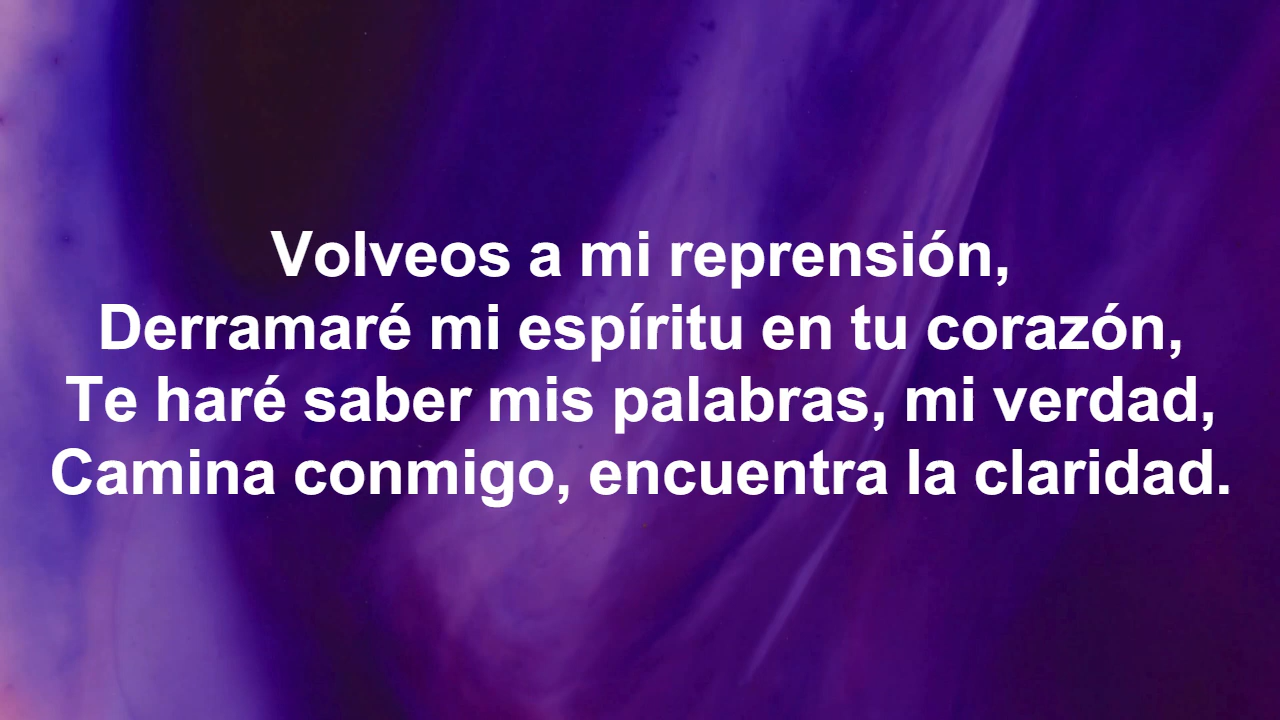 Volveos a mi reprensión,
Derramaré mi espíritu en tu corazón,
Te haré saber mis palabras, mi verdad,
Camina conmigo, encuentra la claridad.